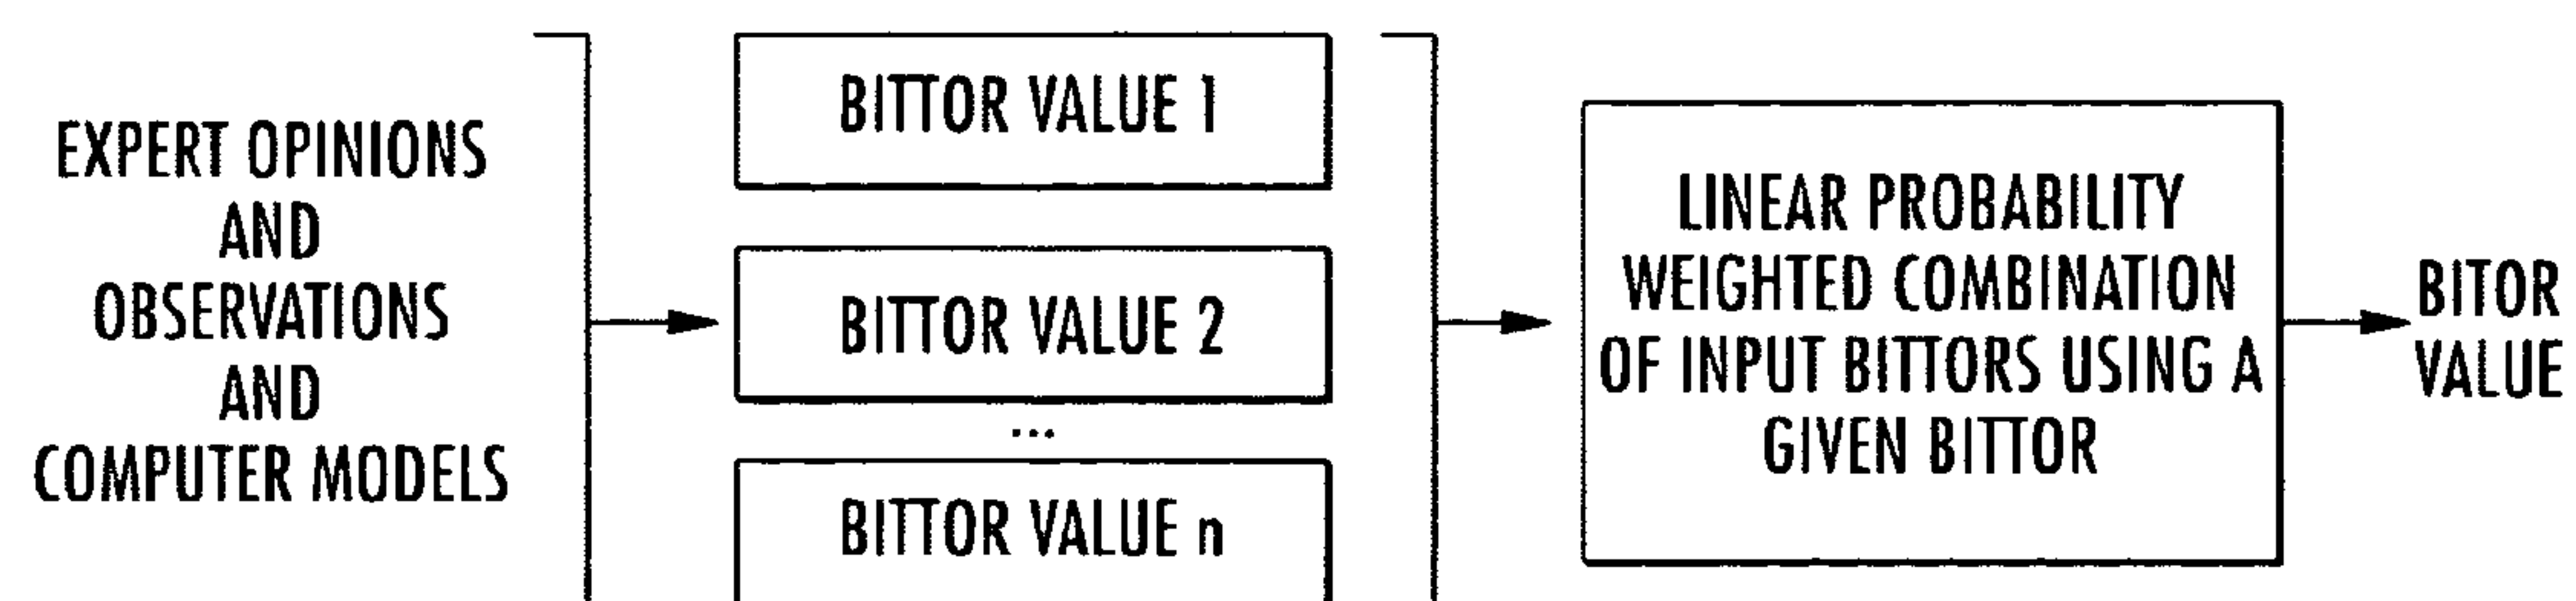 EXPERT OPINIONS
AND
OBSERVATIONS
AND
COMPUTER MODELS
BITTOR VALUE 1
BITTOR VALUE 2
...
BITTOR VALUE n
LINEAR PROBABILITY
WEIGHTED COMBINATION
OF INPUT BITTORS USING A
GIVEN BITTOR
BITOR
VALUE